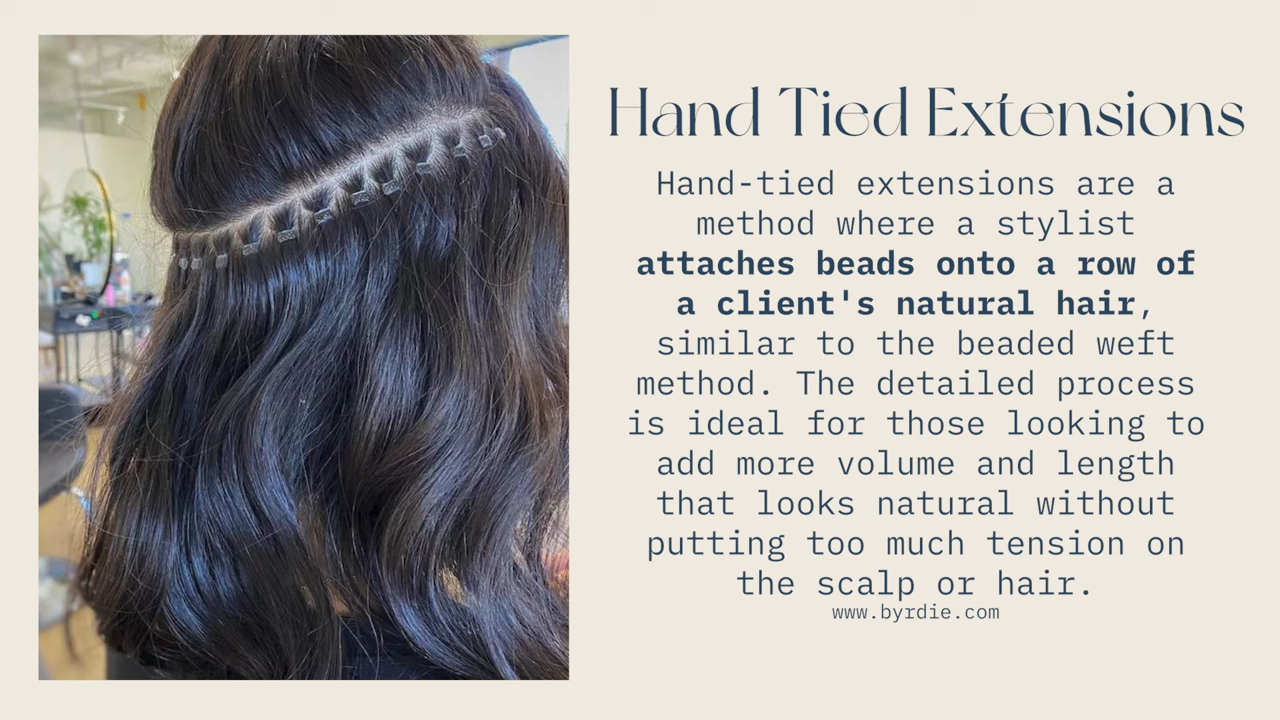 Hand Tied Extensions
Hand-tied extensions are a
method where a stylist
attaches beads onto a row of
a client's natural hair,
similar to the beaded weft
method. The detailed process
is ideal for those looking to
add more volume and length
that looks natural without
putting too much tension on
the scalp or hair.
www.byrdie.com